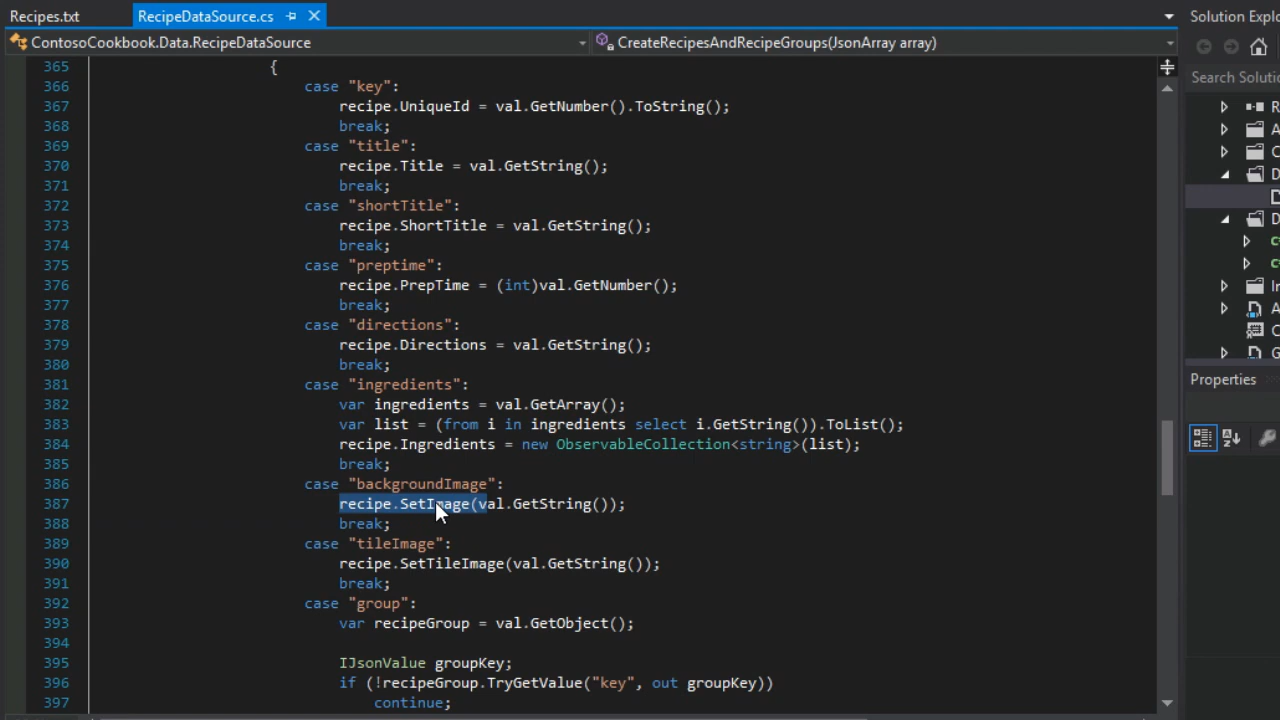 Recipes.txt
RecipeDataSource.cs
Solution Explo
ContosoCookbook.Data.RecipeDataSource
CreateRecipesAndRecipeGroups(JsonArray array)
Search Solutio
365 {
366 case "key":
367 recipe.UniqueId = val.GetNumber().ToString();
368 break;
369 case "title":
370 recipe.Title = val.GetString();
371 break;
372 case "shortTitle":
373 recipe.ShortTitle = val.GetString();
374 break;
375 case "preptime":
376 recipe.PrepTime = (int)val.GetNumber();
377 break;
378 case "directions":
379 recipe.Directions = val.GetString();
380 break;
381 case "ingredients":
382 var ingredients = val.GetArray();
383 var list = (from i in ingredients select i.GetString()).ToList();
384 recipe.Ingredients = new ObservableCollection<string>(list);
385 break;
386 case "backgroundImage":
387 recipe.SetImage(val.GetString());
388 break;
389 case "tileImage":
390 recipe.SetTileImage(val.GetString());
391 break;
392 case "group":
393 var recipeGroup = val.GetObject();
394
395 IJsonValue groupKey;
396 if (!recipeGroup.TryGetValue("key", out groupKey))
397 continue;
Properties